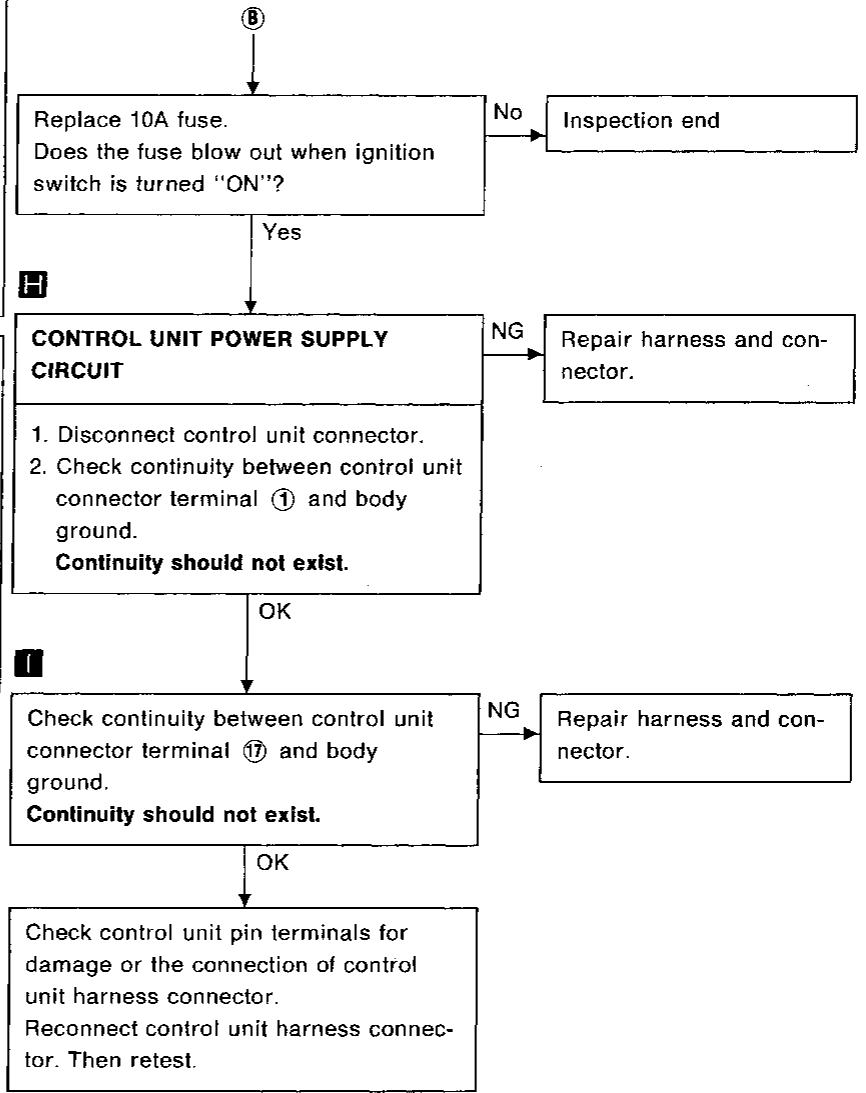 B
Replace 10A fuse.
Does the fuse blow out when ignition
switch is turned "ON"?
No
Inspection end
Yes
H
CONTROL UNIT POWER SUPPLY
CIRCUIT
NG
Repair harness and con-
nector.
1. Disconnect control unit connector.
2. Check continuity between control unit
connector terminal ① and body
ground.
Continuity should not exist.
OK
I
Check continuity between control unit
connector terminal ⑰ and body
ground.
Continuity should not exist.
NG
Repair harness and con-
nector.
OK
Check control unit pin terminals for
damage or the connection of control
unit harness connector.
Reconnect control unit harness connec-
tor. Then retest.